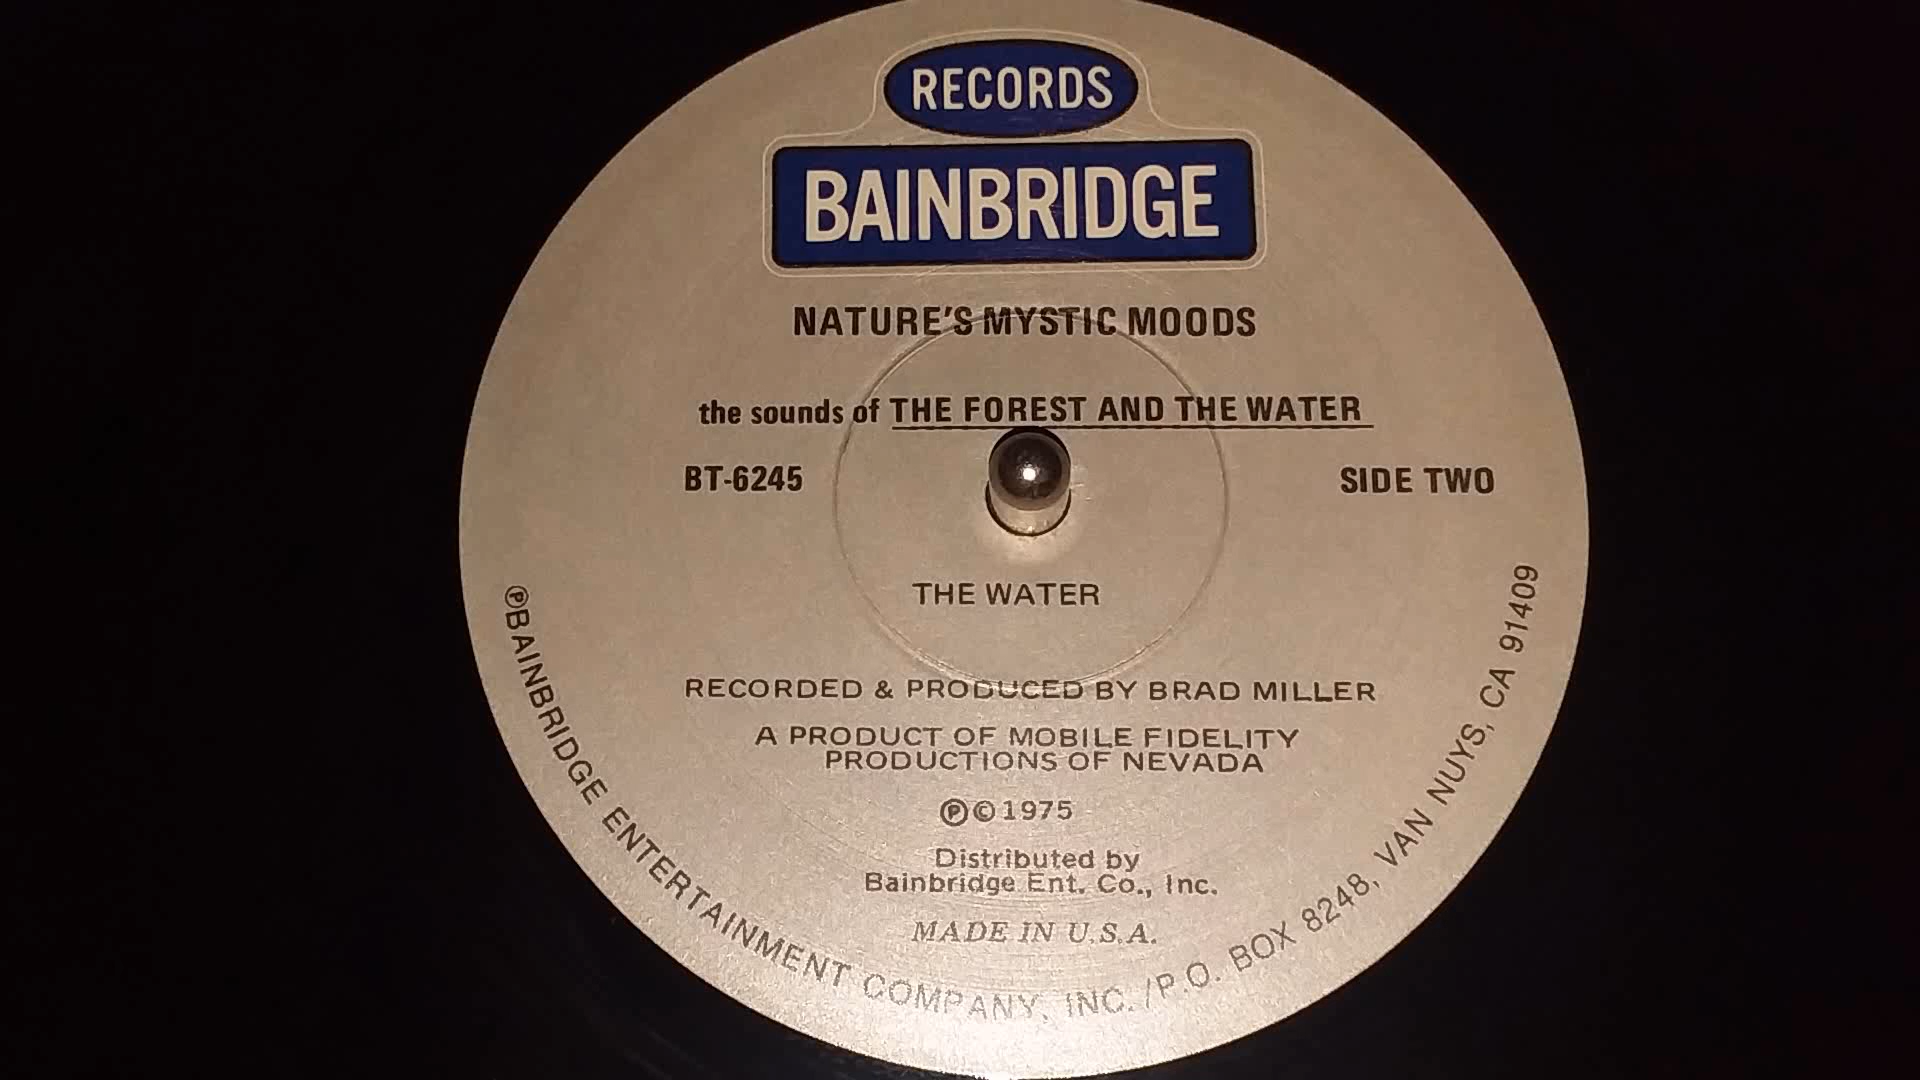 RECORDS
BAINBRIDGE
NATURE'S MYSTIC MOODS
the sounds of THE FOREST AND THE WATER
BT-6245
SIDE TWO
THE WATER
RECORDED & PRODUCED BY BRAD MILLER
A PRODUCT OF MOBILE FIDELITY
PRODUCTIONS OF NEVADA
℗©1975
Distributed by
Bainbridge Ent. Co., Inc.
MADE IN U.S.A.
℗BAINBRIDGE ENTERTAINMENT COMPANY, INC. /P.O. BOX 8248, VAN NUYS, CA 91409